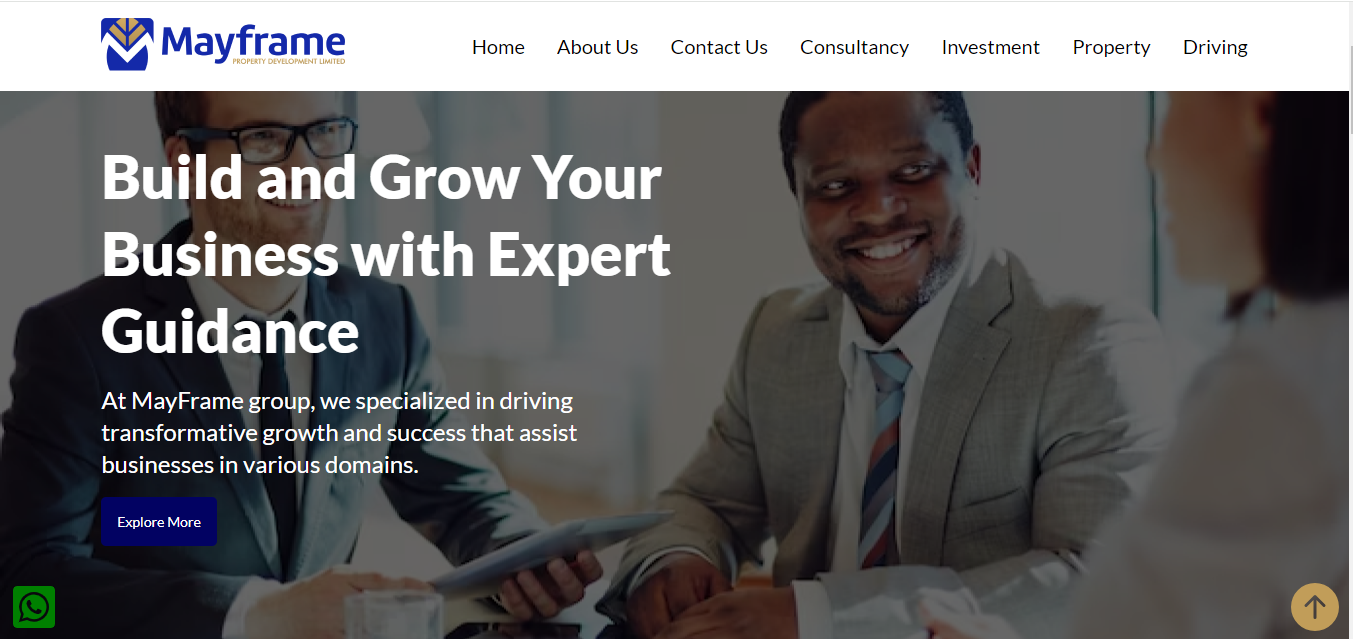 Mayframe
PROPERTY DEVELOPMENT LIMITED
Home About Us Contact Us Consultancy Investment Property Driving
Build and Grow Your
Business with Expert
Guidance
At MayFrame group, we specialized in driving
transformative growth and success that assist
businesses in various domains.
Explore More